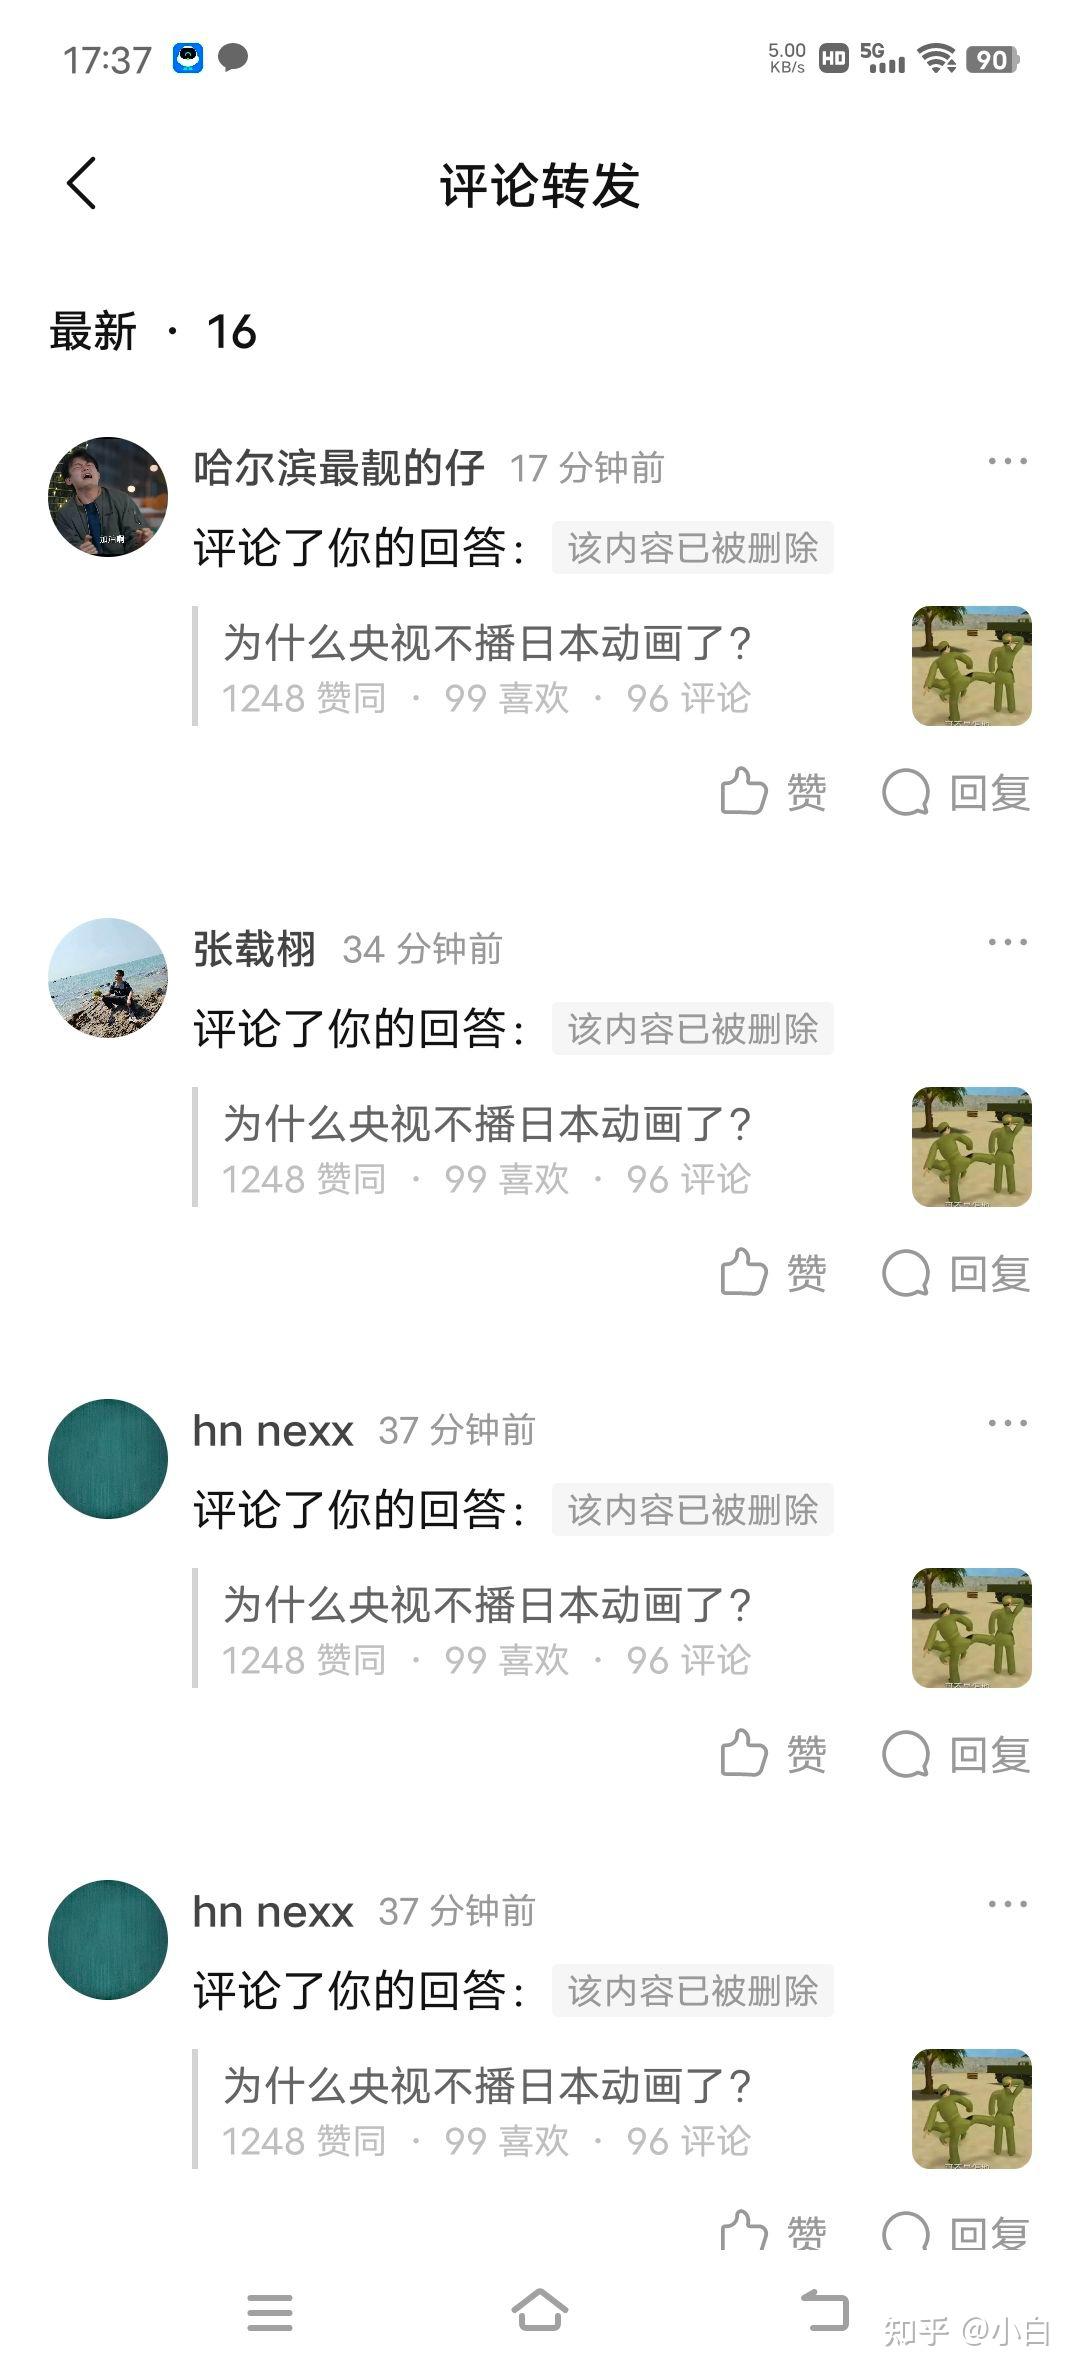 17:37
5.00 KB/s HD 5G 90
评论转发
最新 · 16
哈尔滨最靓的仔 17 分钟前
评论了你的回答： 该内容已被删除
为什么央视不播日本动画了？
1248 赞同 · 99 喜欢 · 96 评论
赞 回复
张载栩 34 分钟前
评论了你的回答： 该内容已被删除
为什么央视不播日本动画了？
1248 赞同 · 99 喜欢 · 96 评论
赞 回复
hn nexx 37 分钟前
评论了你的回答： 该内容已被删除
为什么央视不播日本动画了？
1248 赞同 · 99 喜欢 · 96 评论
赞 回复
hn nexx 37 分钟前
评论了你的回答： 该内容已被删除
为什么央视不播日本动画了？
1248 赞同 · 99 喜欢 · 96 评论
赞 回复
知乎 @小白